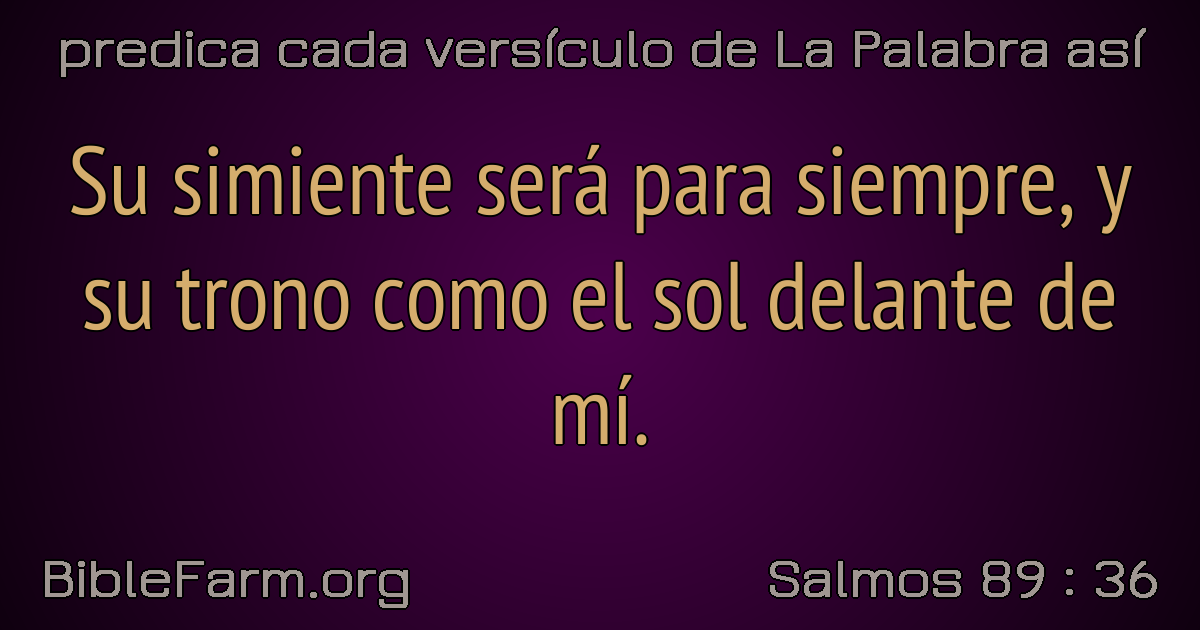 predica cada versículo de La Palabra así
Su simiente será para siempre, y
su trono como el sol delante de
mí.
BibleFarm.org
Salmos 89 : 36